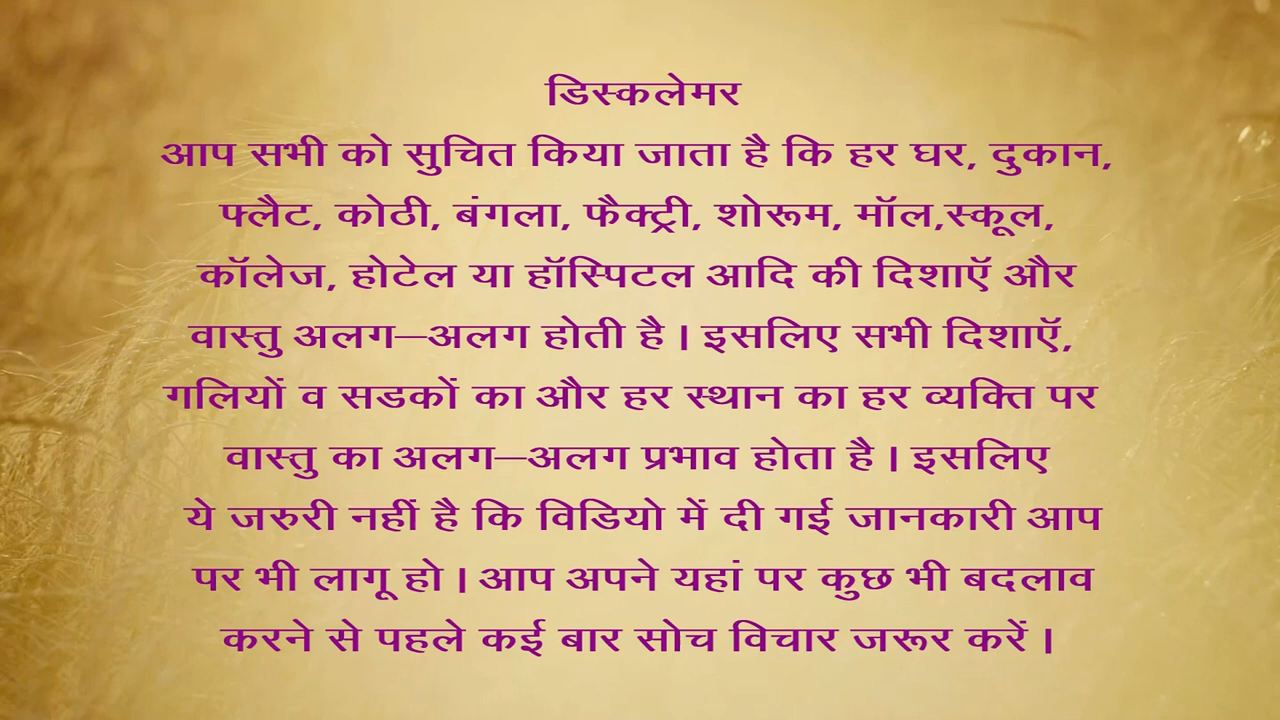 डिस्कलेमर
आप सभी को सुचित किया जाता है कि हर घर, दुकान,
फ्लैट, कोठी, बंगला, फैक्ट्री, शोरूम, मॉल,स्कूल,
कॉलेज, होटेल या हॉस्पिटल आदि की दिशाऍ और
वास्तु अलग–अलग होती है । इसलिए सभी दिशाऍ,
गलियों व सडकों का और हर स्थान का हर व्यक्ति पर
वास्तु का अलग–अलग प्रभाव होता है । इसलिए
ये जरुरी नहीं है कि विडियो में दी गई जानकारी आप
पर भी लागू हो । आप अपने यहां पर कुछ भी बदलाव
करने से पहले कई बार सोच विचार जरूर करें ।